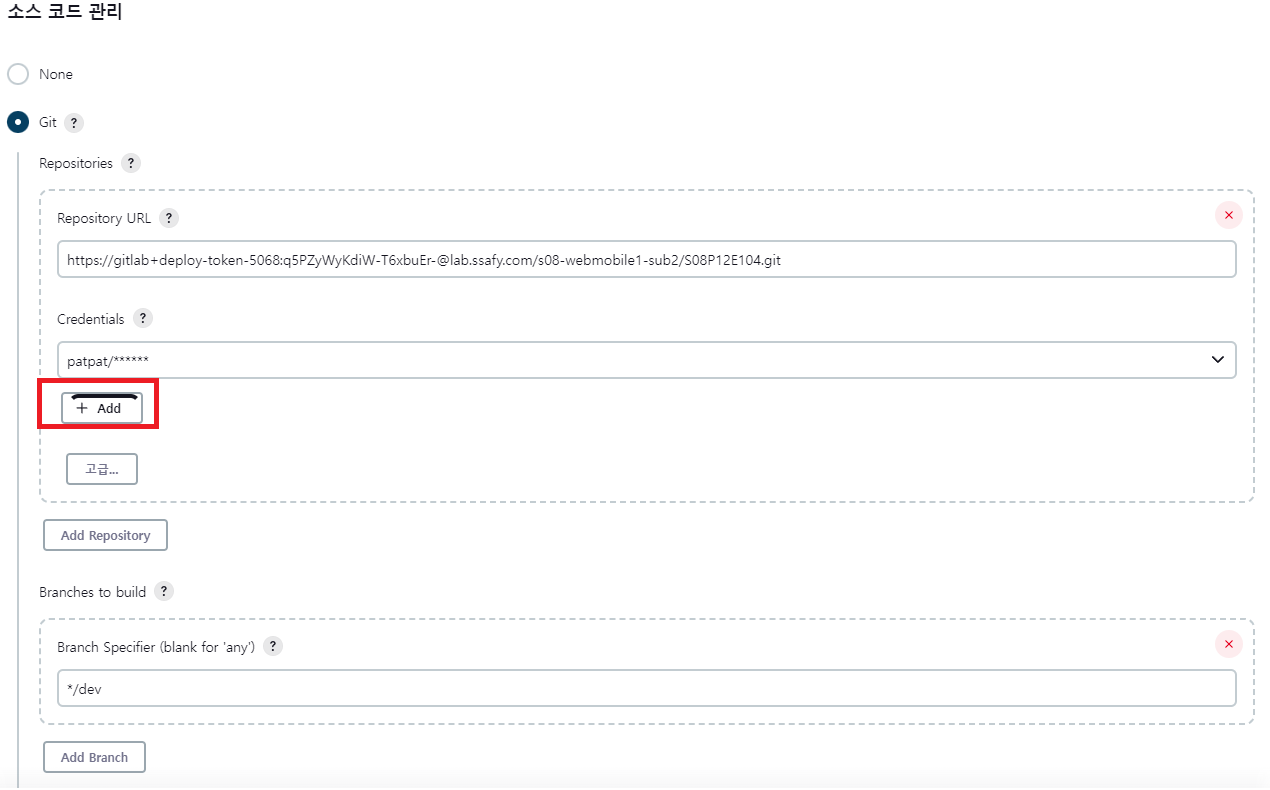 소스 코드 관리
None
Git ?
Repositories ?
Repository URL ?
https://gitlab+deploy-token-5068:q5PZyWyKdiW-T6xbuEr-@lab.ssafy.com/s08-webmobile1-sub2/S08P12E104.git
Credentials ?
patpat/******
+ Add
고급...
Add Repository
Branches to build ?
Branch Specifier (blank for 'any') ?
*/dev
Add Branch